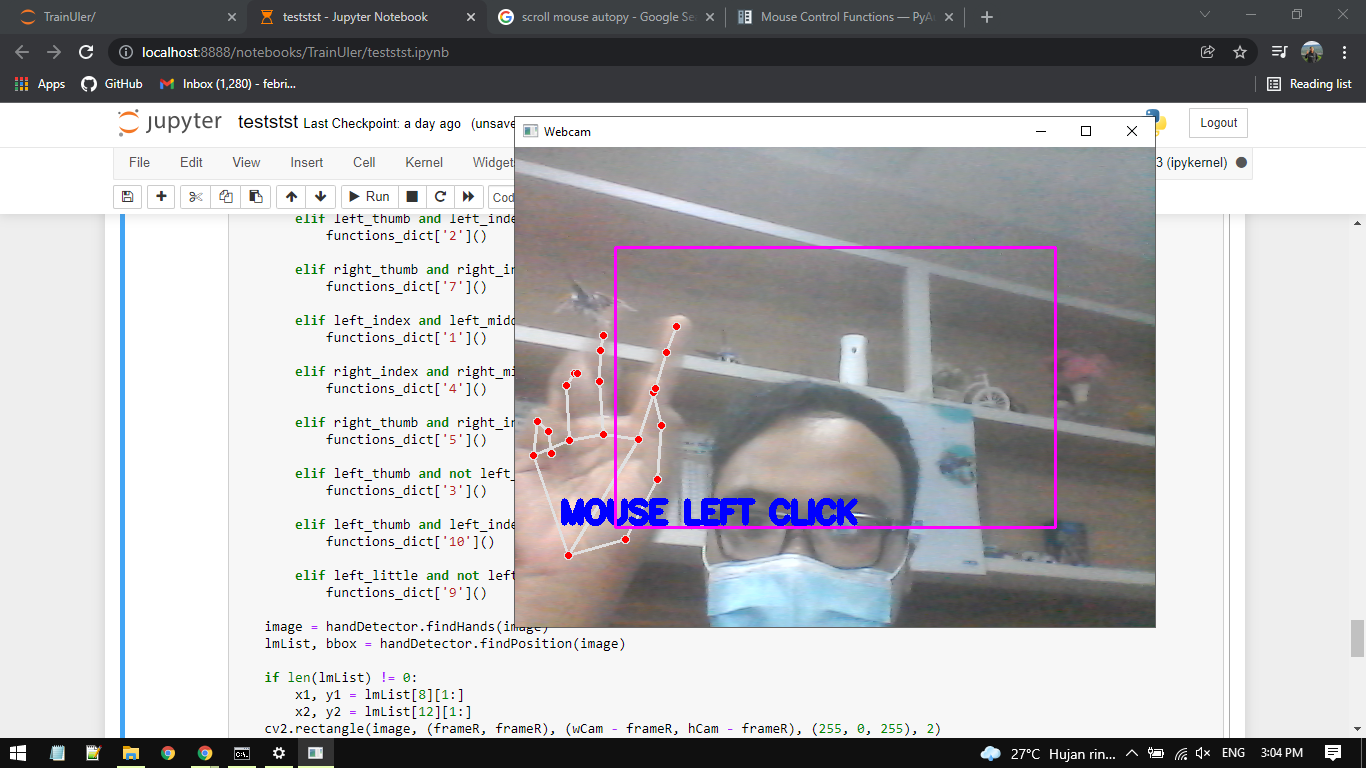 TrainUler/
teststst - Jupyter Notebook
scroll mouse autopy - Google Se
Mouse Control Functions — PyA
localhost:8888/notebooks/TrainUler/teststst.ipynb
Apps
GitHub
Inbox (1,280) - febri...
Reading list
jupyter
teststst Last Checkpoint: a day ago (unsave
Webcam
Logout
File Edit View Insert Cell Kernel Widget
3 (ipykernel)
Run
Cod
elif left_thumb and left_inde
functions_dict['2']()
elif right_thumb and right_in
functions_dict['7']()
elif left_index and left_midd
functions_dict['1']()
elif right_index and right_mi
functions_dict['4']()
elif right_thumb and right_in
functions_dict['5']()
elif left_thumb and not left_
functions_dict['3']()
elif left_thumb and left_inde
functions_dict['10']()
elif left_little and not left
functions_dict['9']()
MOUSE LEFT CLICK
image = handDetector.findHands(image)
lmList, bbox = handDetector.findPosition(image)
if len(lmList) != 0:
x1, y1 = lmList[8][1:]
x2, y2 = lmList[12][1:]
cv2.rectangle(image, (frameR, frameR), (wCam - frameR, hCam - frameR), (255, 0, 255), 2)
27°C Hujan rin...
ENG
3:04 PM